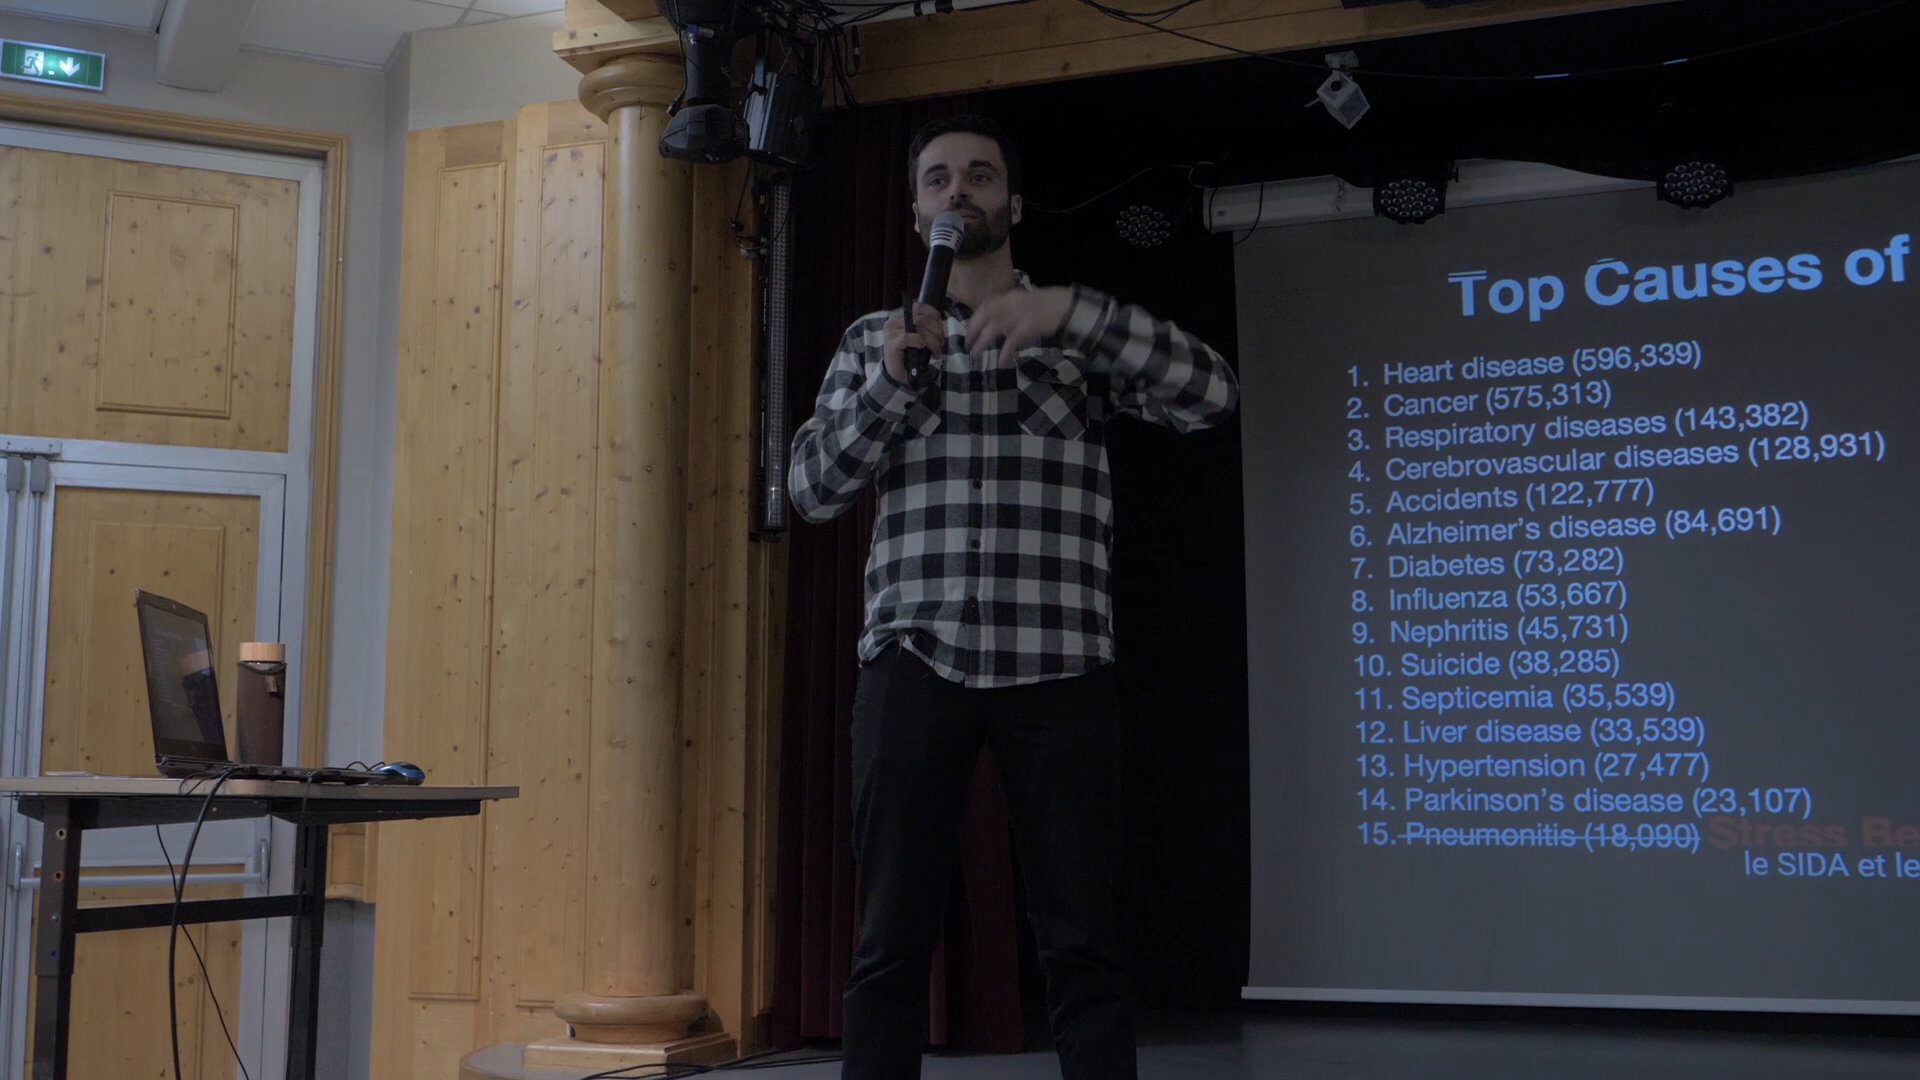 Top Causes of
1. Heart disease (596,339)
2. Cancer (575,313)
3. Respiratory diseases (143,382)
4. Cerebrovascular diseases (128,931)
5. Accidents (122,777)
6. Alzheimer’s disease (84,691)
7. Diabetes (73,282)
8. Influenza (53,667)
9. Nephritis (45,731)
10. Suicide (38,285)
11. Septicemia (35,539)
12. Liver disease (33,539)
13. Hypertension (27,477)
14. Parkinson’s disease (23,107)
15. Pneumonitis (18,090) Stress Be
le SIDA et le